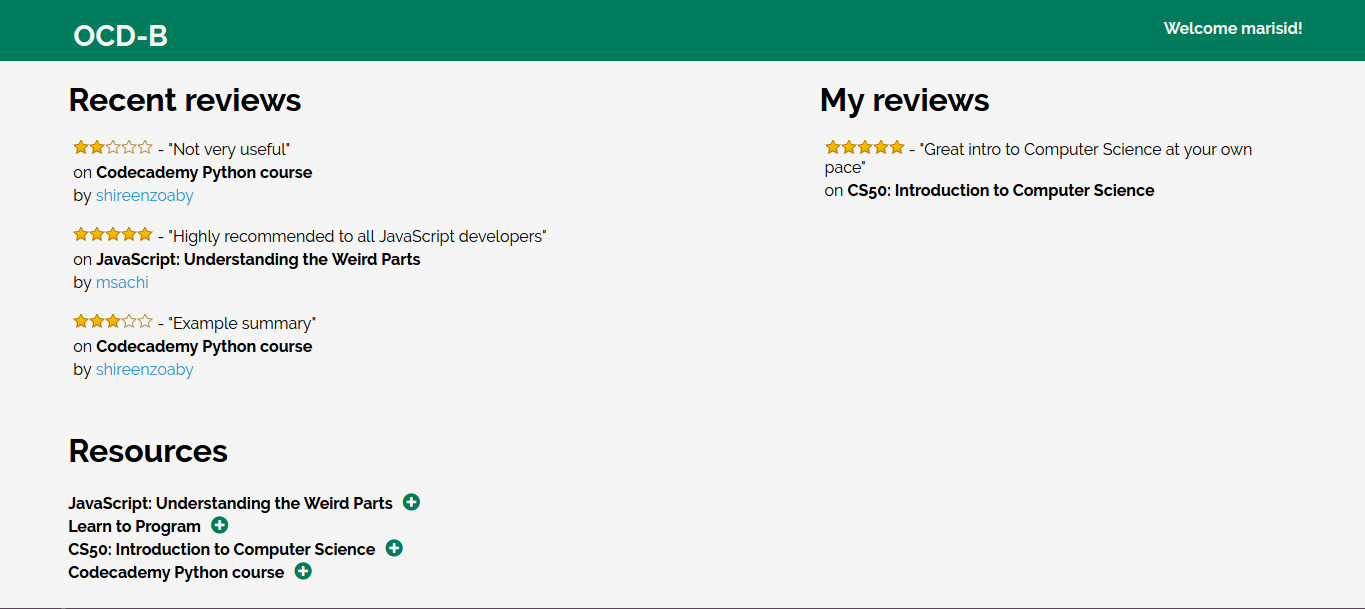 OCD-B
Welcome marisid!
Recent reviews
- "Not very useful"
on Codecademy Python course
by shireenzoaby
- "Highly recommended to all JavaScript developers"
on JavaScript: Understanding the Weird Parts
by msachi
- "Example summary"
on Codecademy Python course
by shireenzoaby
My reviews
- "Great intro to Computer Science at your own
pace"
on CS50: Introduction to Computer Science
Resources
JavaScript: Understanding the Weird Parts
Learn to Program
CS50: Introduction to Computer Science
Codecademy Python course